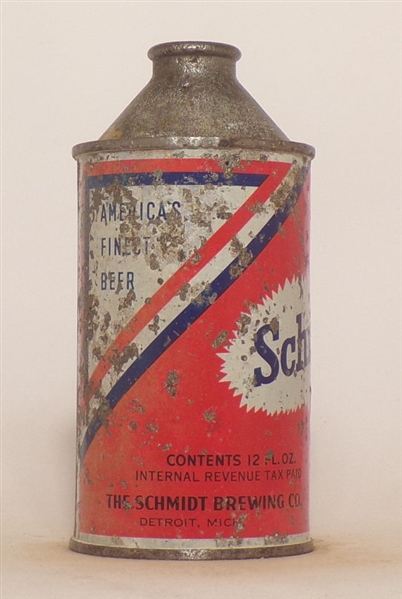 AMERICA'S
FINEST
BEER
Sch
CONTENTS 12 FL. OZ.
INTERNAL REVENUE TAX PAID
THE SCHMIDT BREWING CO.
DETROIT, MICH.